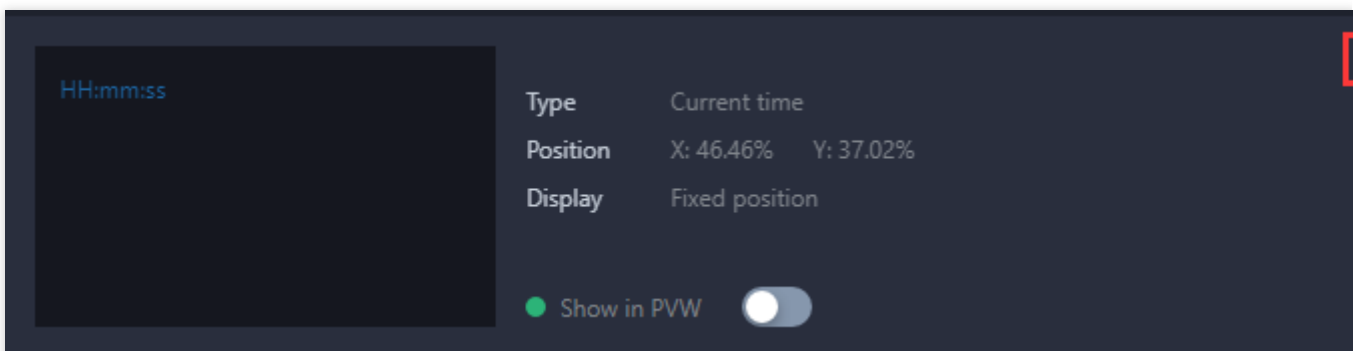 HH:mm:ss
Type Current time
Position X: 46.46% Y: 37.02%
Display Fixed position
Show in PVW